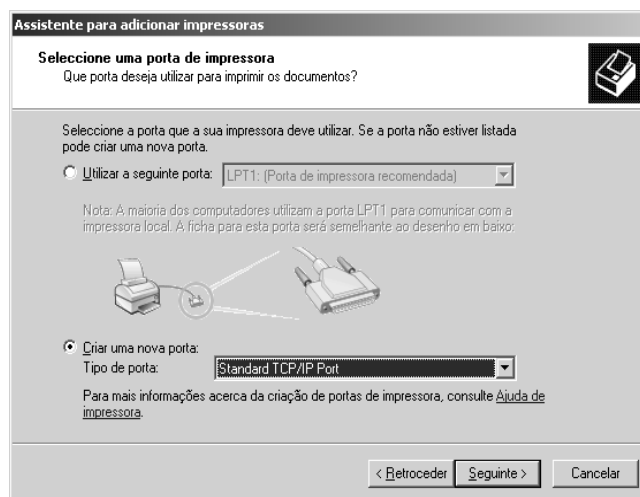 Assistente para adicionar impressoras
Seleccione uma porta de impressora
Que porta deseja utilizar para imprimir os documentos?
Seleccione a porta que a sua impressora deve utilizar. Se a porta não estiver listada
pode criar uma nova porta.
Utilizar a seguinte porta: LPT1: (Porta de impressora recomendada)
Nota: A maioria dos computadores utilizam a porta LPT1 para comunicar com a
impressora local. A ficha para esta porta será semelhante ao desenho em baixo:
Criar uma nova porta:
Tipo de porta: Standard TCP/IP Port
Para mais informações acerca da criação de portas de impressora, consulte Ajuda de
impressora.
< Retroceder Seguinte > Cancelar